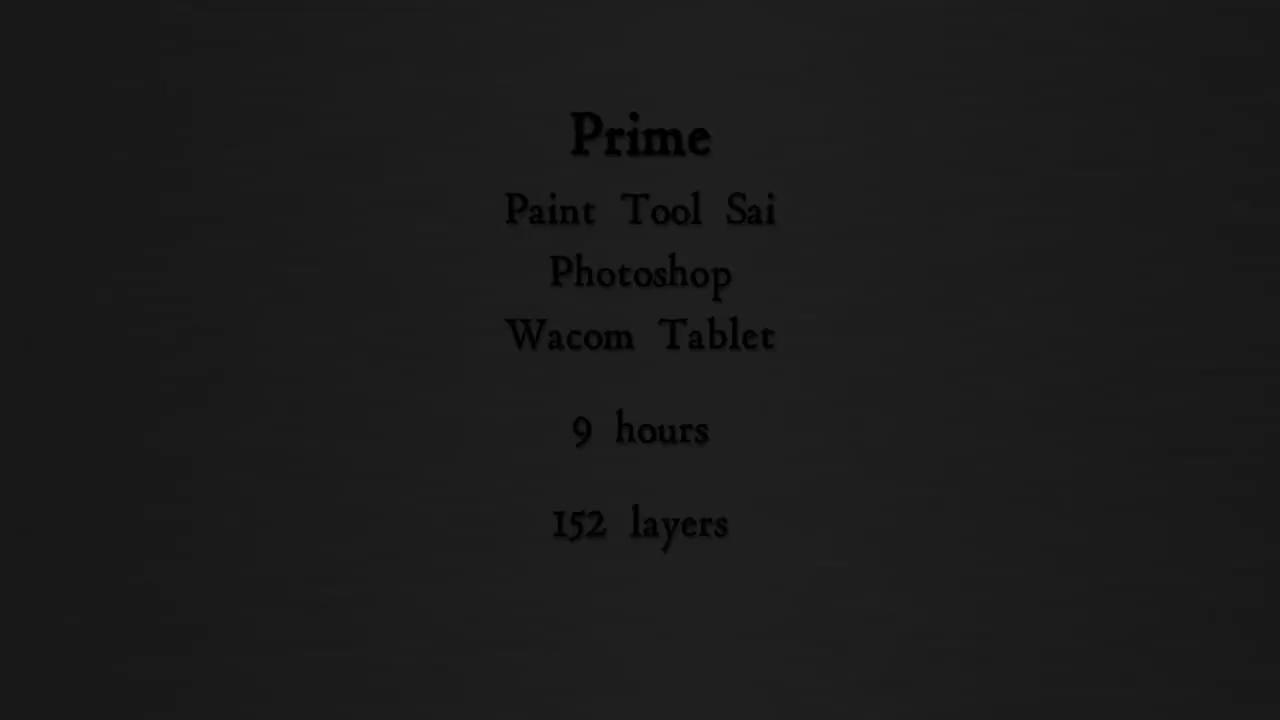 Prime
Paint Tool Sai
Photoshop
Wacom Tablet
9 hours
152 layers